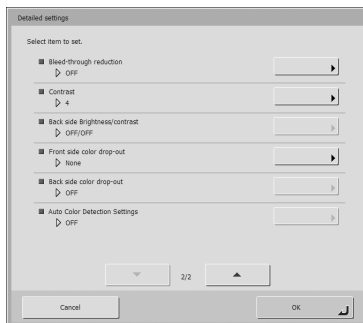 Detailed settings
Select item to set.
Bleed-through reduction
OFF
Contrast
4
Back side Brightness/contrast
OFF/OFF
Front side color drop-out
None
Back side color drop-out
OFF
Auto Color Detection Settings
OFF
2/2
Cancel
OK